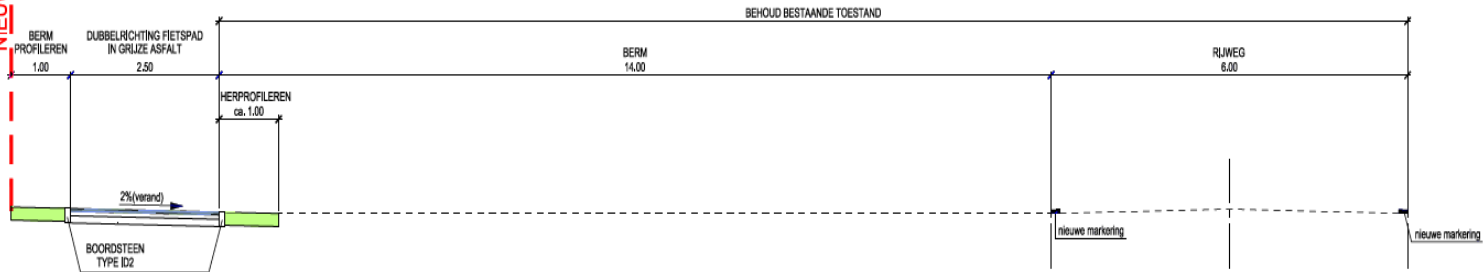 BEHOUD BESTAANDE TOESTAND
BERM
PROFILEREN
1.00
DUBBELRICHTING FIETSPAD
IN GRIJZE ASFALT
2.50
BERM
14.00
RIJWEG
6.00
HERPROFILEREN
ca. 1.00
2%(verand)
BOORDSTEEN
TYPE ID2
nieuwe markering
nieuwe markering